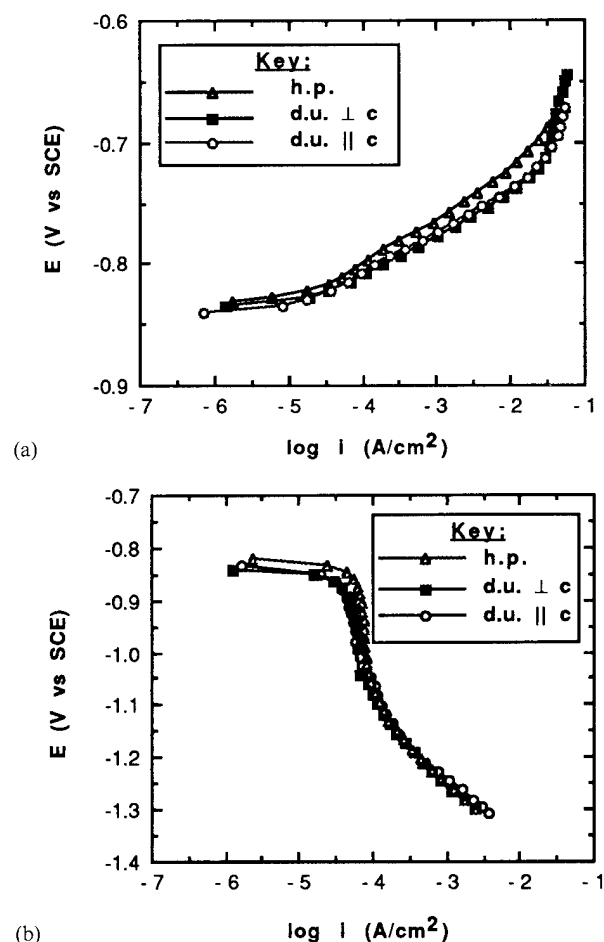 -0.6
-0.7
-0.8
-0.9
E (V vs SCE)
Key:
h.p.
d.u. ⊥ c
d.u. || c
-7 -6 -5 -4 -3 -2 -1
log i (A/cm²)
(a)
-0.7
-0.8
-0.9
-1.0
-1.1
-1.2
-1.3
-1.4
E (V vs SCE)
Key:
h.p.
d.u. ⊥ c
d.u. || c
-7 -6 -5 -4 -3 -2 -1
log i (A/cm²)
(b)